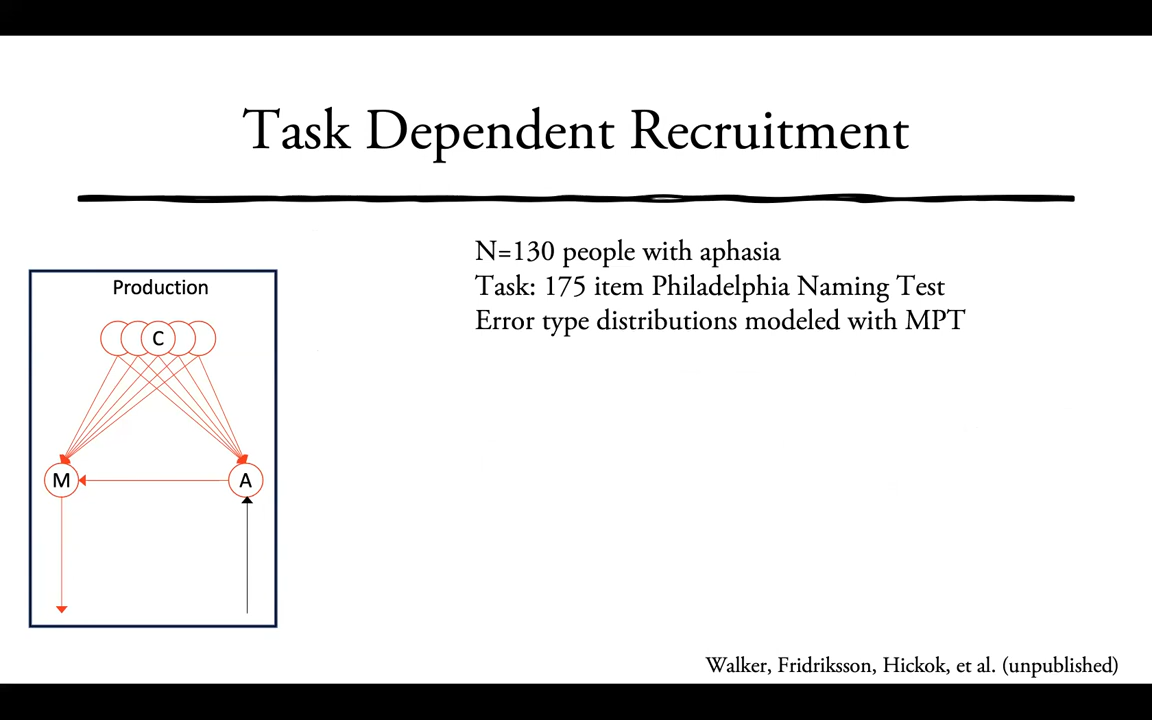 Task Dependent Recruitment
N=130 people with aphasia
Task: 175 item Philadelphia Naming Test
Error type distributions modeled with MPT
Production
C
M
A
Walker, Fridriksson, Hickok, et al. (unpublished)